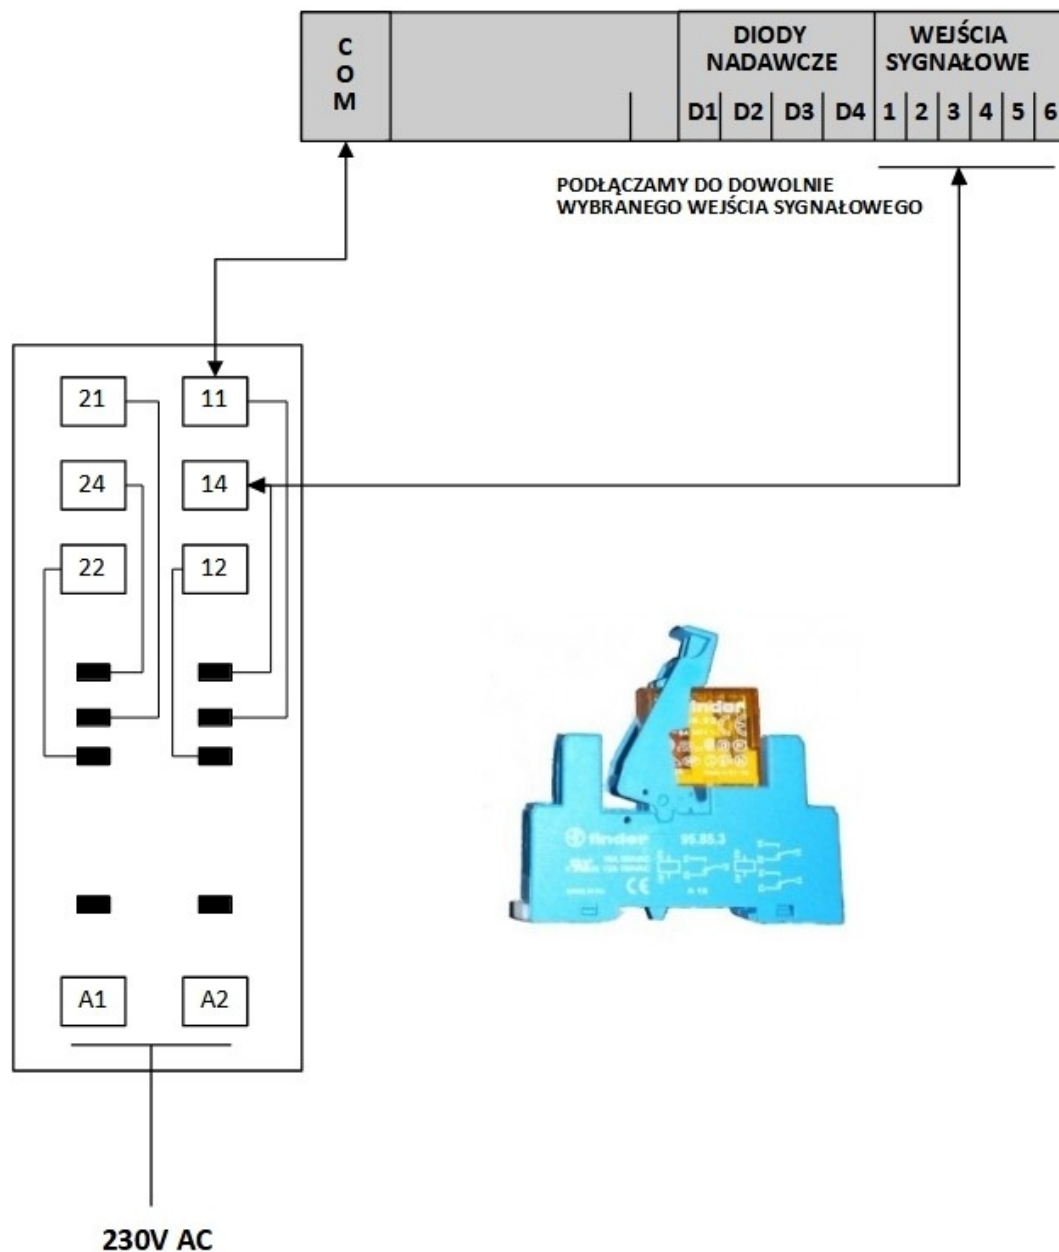 C
O
M
DIODY
NADAWCZE
WEJŚCIA
SYGNAŁOWE
D1 D2 D3 D4 1 2 3 4 5 6
PODŁĄCZAMY DO DOWOLNIE
WYBRANEGO WEJŚCIA SYGNAŁOWEGO
21 11
24 14
22 12
finder
finder 95.85.3
CE
A1 A2
230V AC